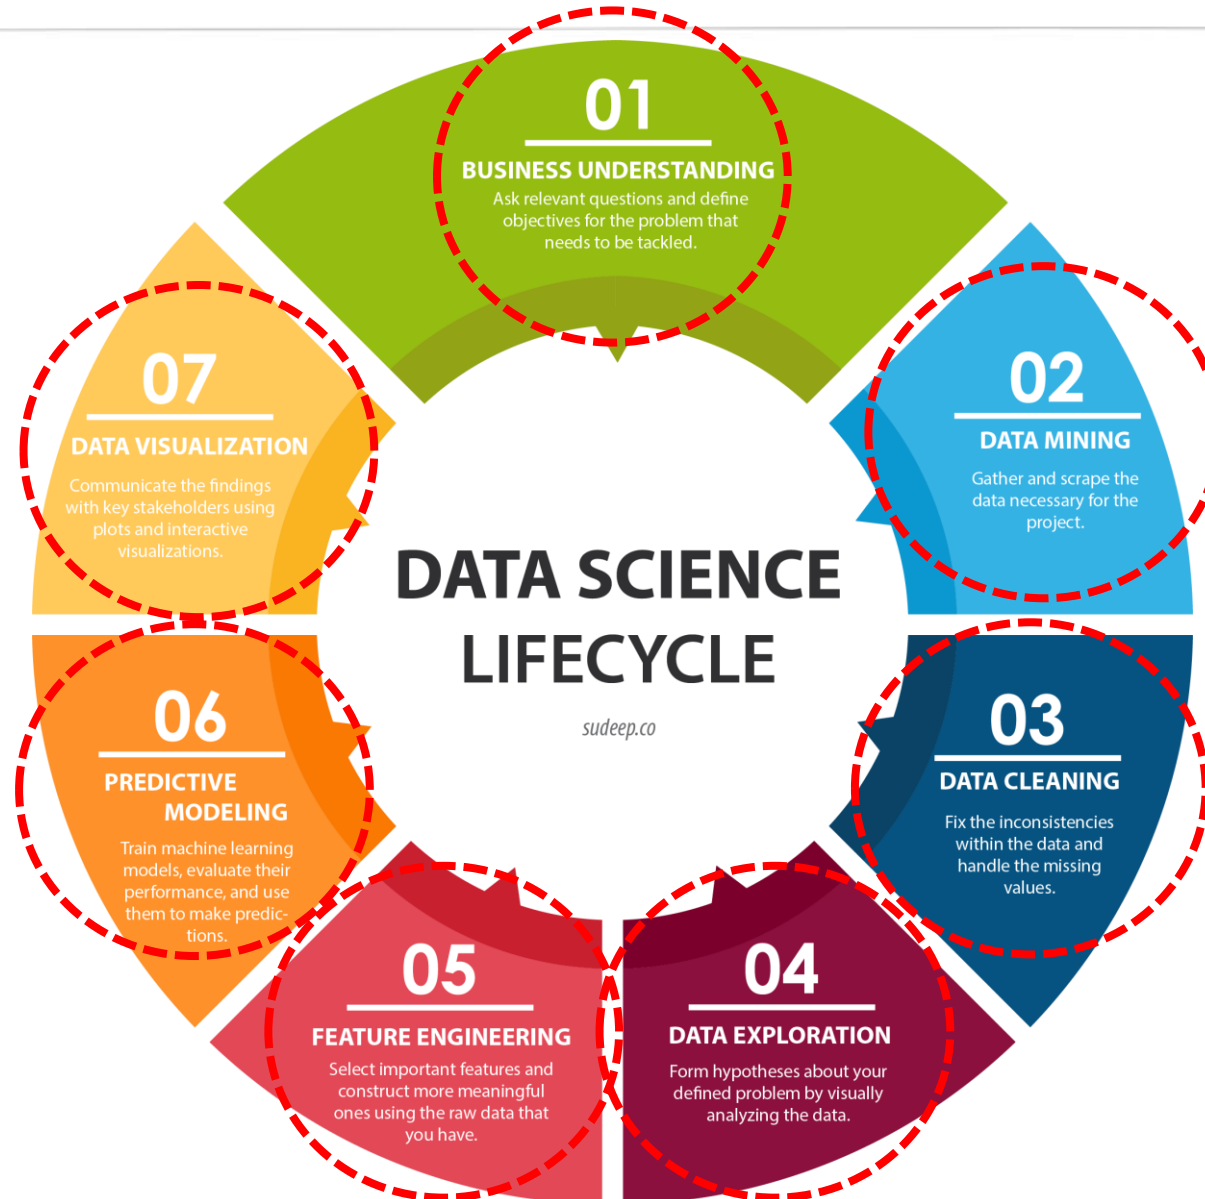 01
BUSINESS UNDERSTANDING
Ask relevant questions and define
objectives for the problem that
needs to be tackled.
02
DATA MINING
Gather and scrape the
data necessary for the
project.
03
DATA CLEANING
Fix the inconsistencies
within the data and
handle the missing
values.
04
DATA EXPLORATION
Form hypotheses about your
defined problem by visually
analyzing the data.
05
FEATURE ENGINEERING
Select important features and
construct more meaningful
ones using the raw data that
you have.
06
PREDICTIVE
MODELING
Train machine learning
models, evaluate their
performance, and use
them to make predic-
tions.
07
DATA VISUALIZATION
Communicate the findings
with key stakeholders using
plots and interactive
visualizations.
DATA SCIENCE
LIFECYCLE
sudeep.co